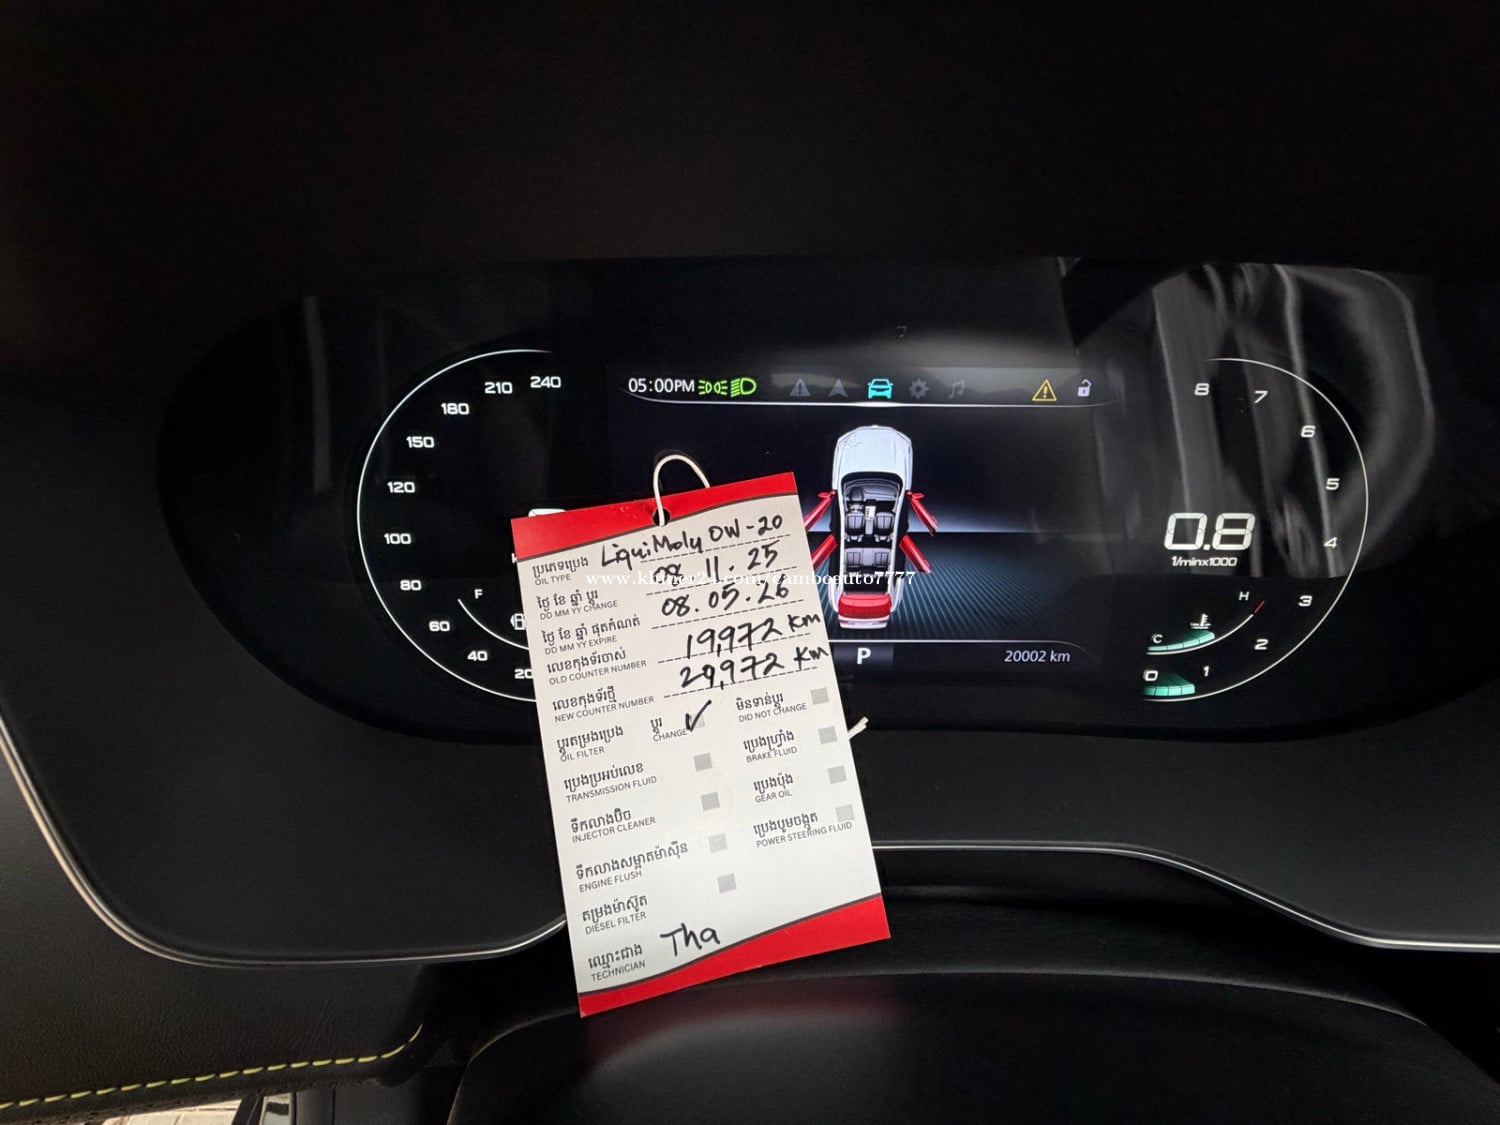 210 240
180
150
120
100
80
60
40
20
F
05:00PM
8
7
6
5
4
3
2
1
0
0.8
1/minx1000
H
C
P
20002 km
www.khmer24.com/camboauto7777
ប្រភេទប្រេង LiquiMoly 0W-20
OIL TYPE
ថ្ងៃ ខែ ឆ្នាំ ប្តូរ 08.11.25
DD MM YY CHANGE
ថ្ងៃ ខែ ឆ្នាំ ផុតកំណត់ 08.05.26
DD MM YY EXPIRE
លេខកុងទ័រចាស់ 19,972 km
OLD COUNTER NUMBER
លេខកុងទ័រថ្មី 29,972 km
NEW COUNTER NUMBER
ប្តូរតម្រងប្រេង ប្តូរ ✓ មិនទាន់ប្តូរ
OIL FILTER CHANGE DID NOT CHANGE
ប្រេងប្រអប់លេខ ប្រេងហ្វ្រាំង
TRANSMISSION FLUID BRAKE FLUID
ទឹកលាងប៊ិច ប្រេងប៉ុង
INJECTOR CLEANER GEAR OIL
ទឹកលាងសម្អាតម៉ាស៊ីន ប្រេងបូមចង្កូត
ENGINE FLUSH POWER STEERING FLUID
តម្រងម៉ាស៊ូត
DIESEL FILTER
ឈ្មោះជាង Tha
TECHNICIAN